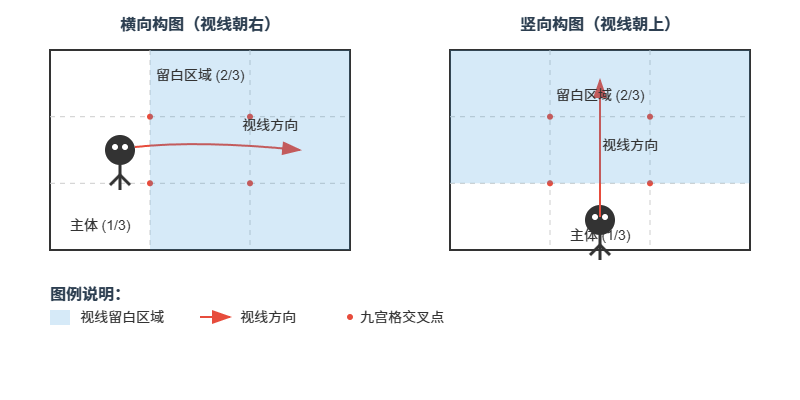 横向构图（视线朝右）
竖向构图（视线朝上）
留白区域 (2/3)
视线方向
主体 (1/3)
留白区域 (2/3)
视线方向
主体 (1/3)
图例说明：
视线留白区域
视线方向
九宫格交叉点